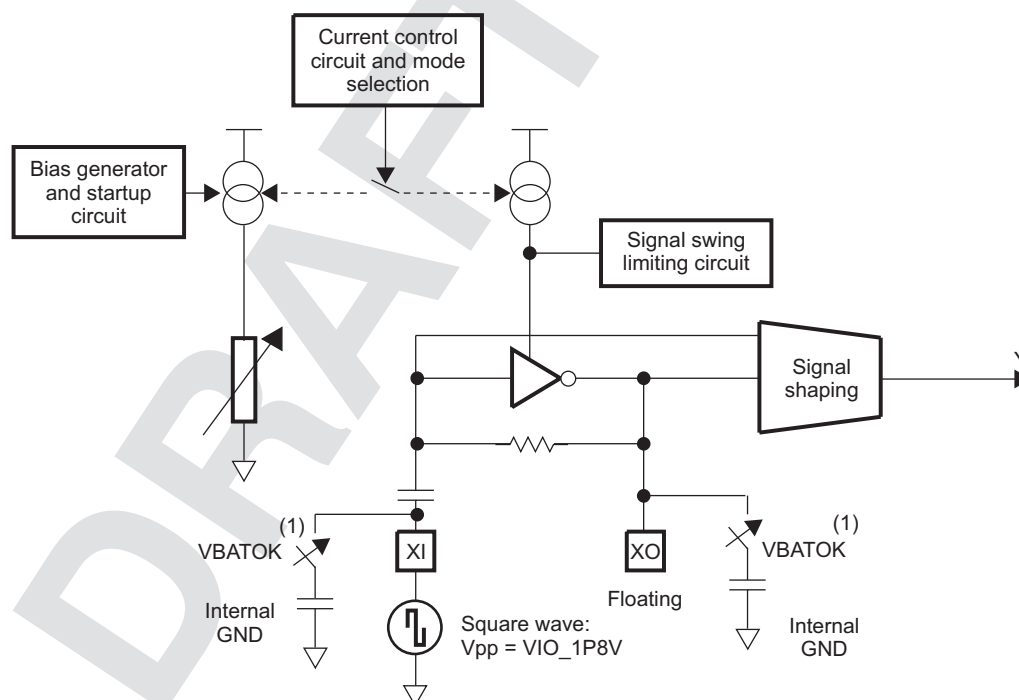 Current control
circuit and mode
selection
Bias generator
and startup
circuit
Signal swing
limiting circuit
Signal
shaping
(1)
VBATOK
XI
XO
(1)
VBATOK
Floating
Internal
GND
Square wave:
Vpp = VIO_1P8V
Internal
GND
DRAFT